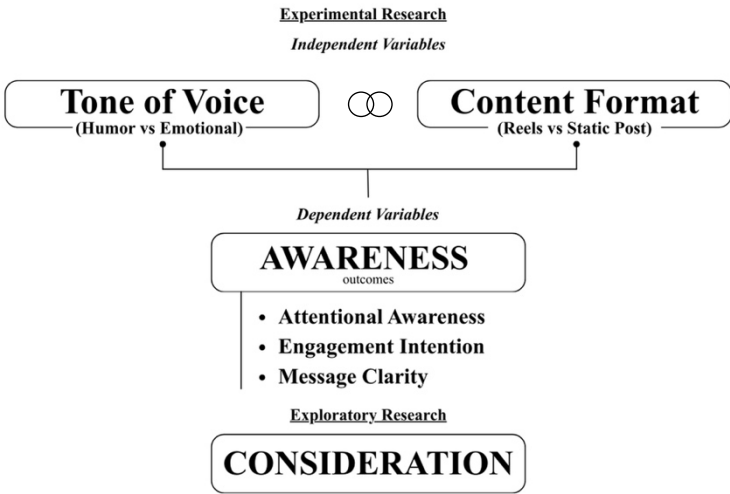 Experimental Research
Independent Variables
Tone of Voice
(Humor vs Emotional)
Content Format
(Reels vs Static Post)
Dependent Variables
AWARENESS
outcomes
• Attentional Awareness
• Engagement Intention
• Message Clarity
Exploratory Research
CONSIDERATION